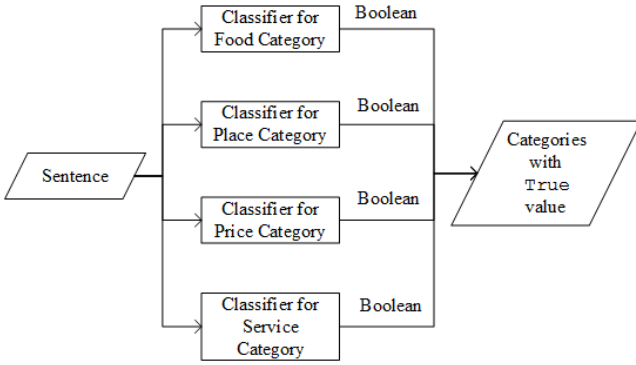 Sentence
Classifier for
Food Category
Boolean
Classifier for
Place Category
Boolean
Classifier for
Price Category
Boolean
Classifier for
Service
Category
Boolean
Categories
with
True
value